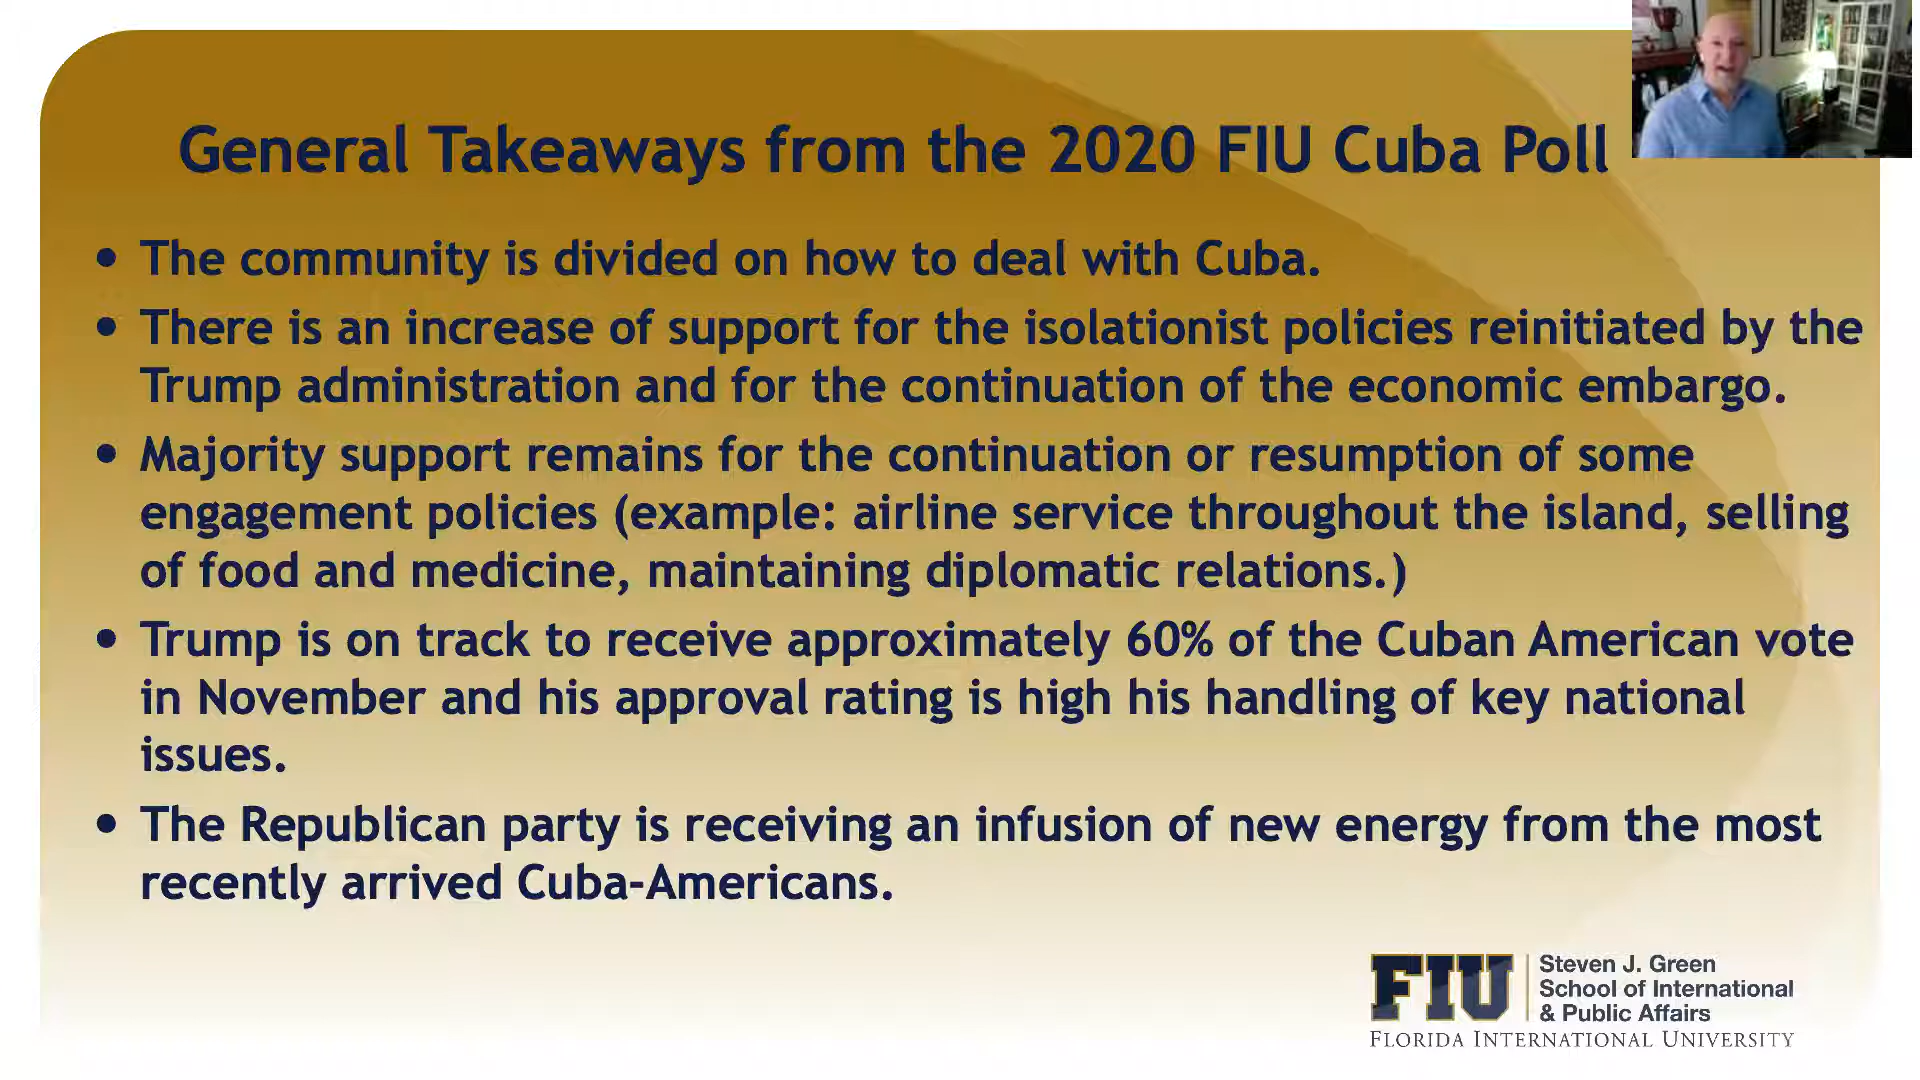 General Takeaways from the 2020 FIU Cuba Poll
• The community is divided on how to deal with Cuba.
• There is an increase of support for the isolationist policies reinitiated by the
Trump administration and for the continuation of the economic embargo.
• Majority support remains for the continuation or resumption of some
engagement policies (example: airline service throughout the island, selling
of food and medicine, maintaining diplomatic relations.)
• Trump is on track to receive approximately 60% of the Cuban American vote
in November and his approval rating is high his handling of key national
issues.
• The Republican party is receiving an infusion of new energy from the most
recently arrived Cuba-Americans.
FIU
Steven J. Green
School of International
& Public Affairs
FLORIDA INTERNATIONAL UNIVERSITY